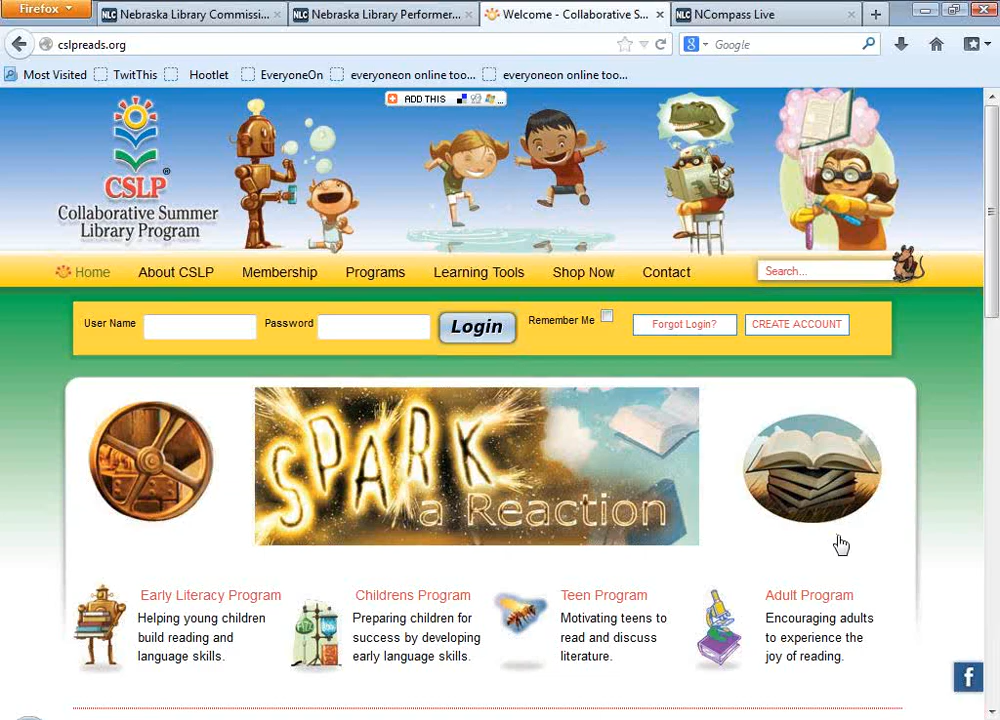 Firefox
NLC Nebraska Library Commissi...
NLC Nebraska Library Performer...
Welcome - Collaborative S...
NLC NCompass Live
cslpreads.org
8 Google
Most Visited TwitThis Hootlet EveryoneOn everyoneon online too... everyoneon online too...
ADD THIS
CSLP®
Collaborative Summer
Library Program
Home About CSLP Membership Programs Learning Tools Shop Now Contact Search...
User Name Password Login Remember Me Forgot Login? CREATE ACCOUNT
SPARK
a Reaction
Early Literacy Program
Helping young children
build reading and
language skills.
Childrens Program
Preparing children for
success by developing
early language skills.
Teen Program
Motivating teens to
read and discuss
literature.
Adult Program
Encouraging adults
to experience the
joy of reading.
f